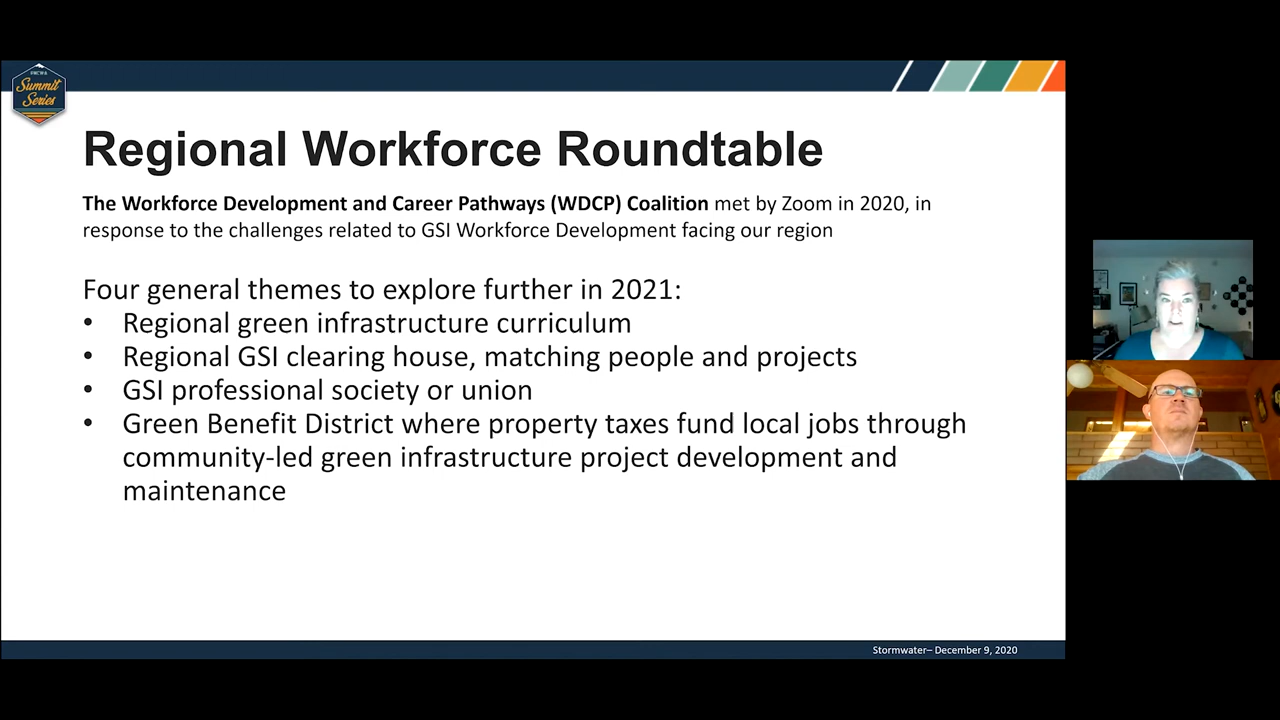 Summit
Series
Regional Workforce Roundtable
The Workforce Development and Career Pathways (WDCP) Coalition met by Zoom in 2020, in
response to the challenges related to GSI Workforce Development facing our region
Four general themes to explore further in 2021:
• Regional green infrastructure curriculum
• Regional GSI clearing house, matching people and projects
• GSI professional society or union
• Green Benefit District where property taxes fund local jobs through
community-led green infrastructure project development and
maintenance
Stormwater– December 9, 2020